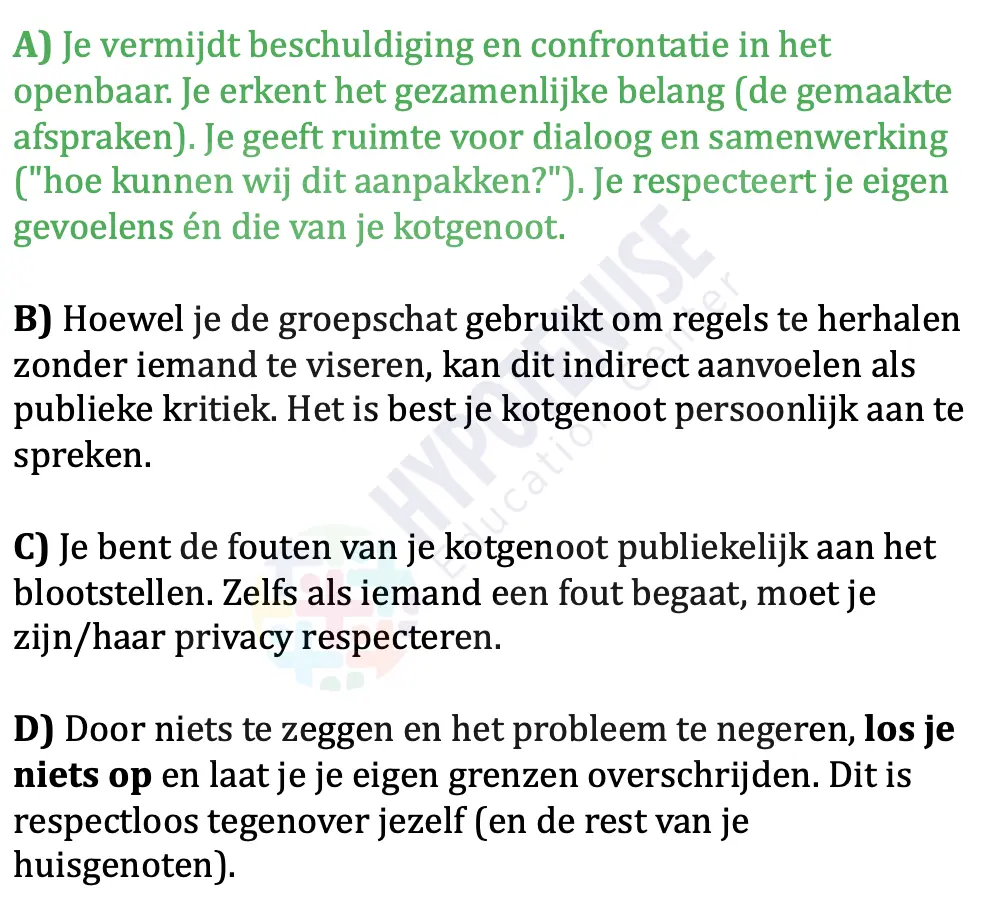 A) Je vermijdt beschuldiging en confrontatie in het
openbaar. Je erkent het gezamenlijke belang (de gemaakte
afspraken). Je geeft ruimte voor dialoog en samenwerking
("hoe kunnen wij dit aanpakken?"). Je respecteert je eigen
gevoelens én die van je kotgenoot.
B) Hoewel je de groepschat gebruikt om regels te herhalen
zonder iemand te viseren, kan dit indirect aanvoelen als
publieke kritiek. Het is best je kotgenoot persoonlijk aan te
spreken.
C) Je bent de fouten van je kotgenoot publiekelijk aan het
blootstellen. Zelfs als iemand een fout begaat, moet je
zijn/haar privacy respecteren.
D) Door niets te zeggen en het probleem te negeren, los je
niets op en laat je je eigen grenzen overschrijden. Dit is
respectloos tegenover jezelf (en de rest van je
huisgenoten).
HYPOTENUSE
Education Center